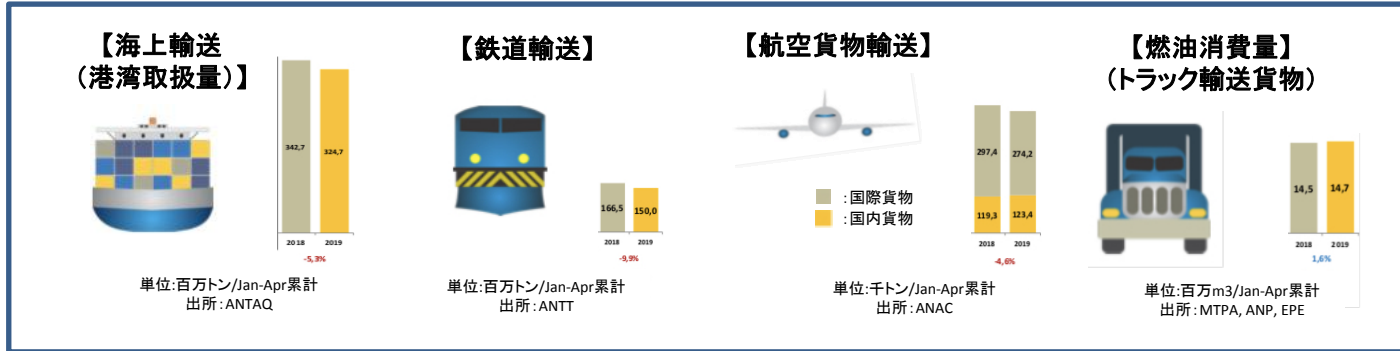 【海上輸送
(港湾取扱量)】
342,7
324,7
2018
2019
-5,3%
単位:百万トン/Jan-Apr累計
出所:ANTAQ
【鉄道輸送】
166,5
150,0
2018
2019
-9,9%
単位:百万トン/Jan-Apr累計
出所:ANTT
【航空貨物輸送】
:国際貨物
:国内貨物
297,4
274,2
119,3
123,4
2018
2019
-4,6%
単位:千トン/Jan-Apr累計
出所:ANAC
【燃油消費量】
(トラック輸送貨物)
14,5
14,7
2018
2019
1,6%
単位:百万m3/Jan-Apr累計
出所:MTPA, ANP, EPE